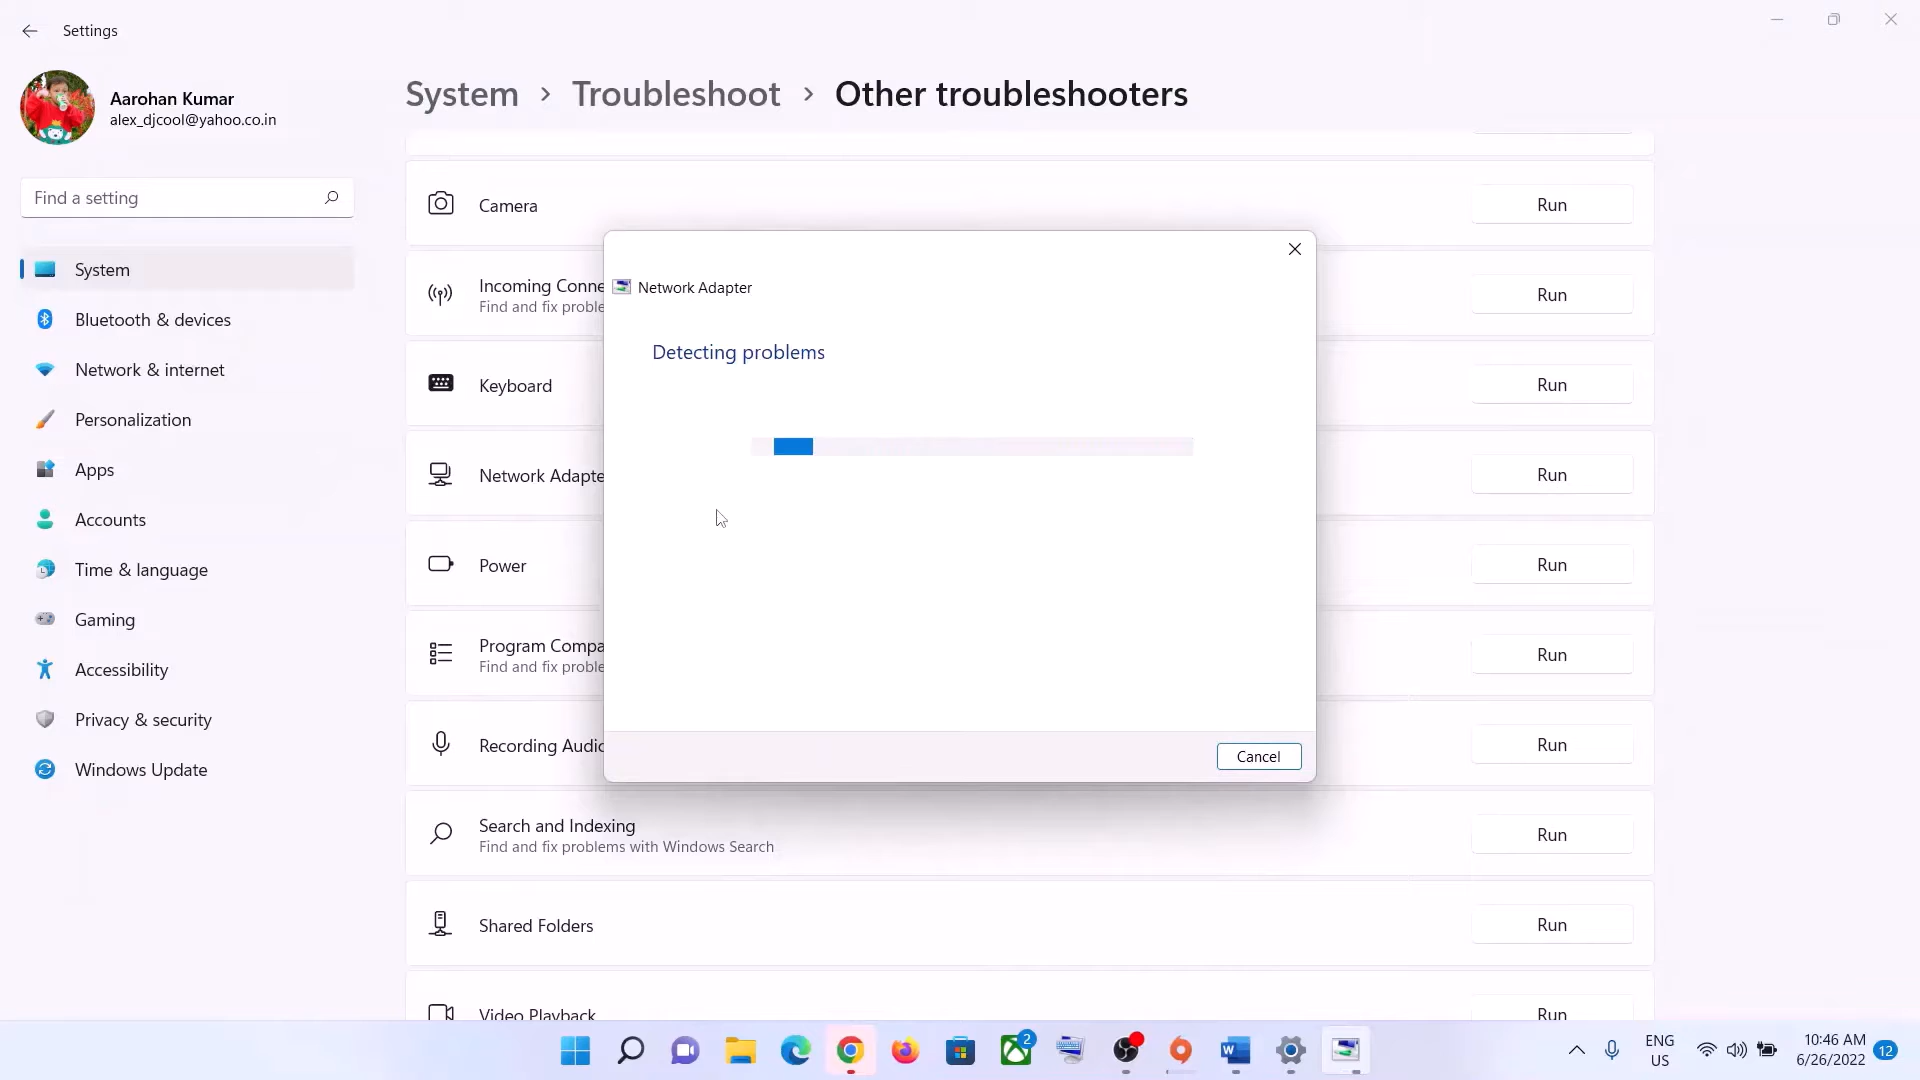 Settings
Aarohan Kumar
alex_djcool@yahoo.co.in
Find a setting
System
Bluetooth & devices
Network & internet
Personalization
Apps
Accounts
Time & language
Gaming
Accessibility
Privacy & security
Windows Update
System > Troubleshoot > Other troubleshooters
Camera
Run
Incoming Conne
Find and fix proble
Run
Keyboard
Run
Network Adapte
Run
Power
Run
Program Compa
Find and fix proble
Run
Recording Audio
Run
Search and Indexing
Find and fix problems with Windows Search
Run
Shared Folders
Run
Video Playback
Run
Network Adapter
Detecting problems
Cancel
2
ENG
US
10:46 AM
6/26/2022
12